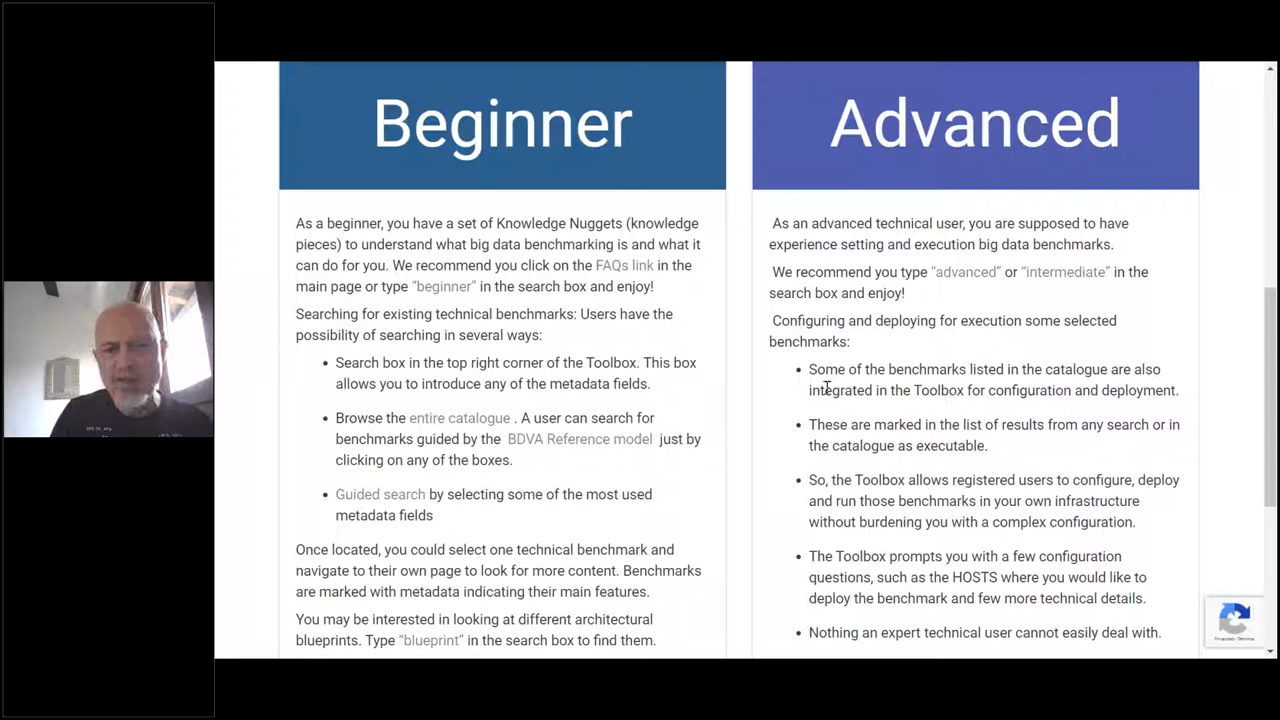 Beginner
As a beginner, you have a set of Knowledge Nuggets (knowledge
pieces) to understand what big data benchmarking is and what it
can do for you. We recommend you click on the FAQs link in the
main page or type “beginner” in the search box and enjoy!
Searching for existing technical benchmarks: Users have the
possibility of searching in several ways:
• Search box in the top right corner of the Toolbox. This box
allows you to introduce any of the metadata fields.
• Browse the entire catalogue . A user can search for
benchmarks guided by the BDVA Reference model just by
clicking on any of the boxes.
• Guided search by selecting some of the most used
metadata fields
Once located, you could select one technical benchmark and
navigate to their own page to look for more content. Benchmarks
are marked with metadata indicating their main features.
You may be interested in looking at different architectural
blueprints. Type “blueprint” in the search box to find them.
Advanced
As an advanced technical user, you are supposed to have
experience setting and execution big data benchmarks.
We recommend you type “advanced” or “intermediate” in the
search box and enjoy!
Configuring and deploying for execution some selected
benchmarks:
• Some of the benchmarks listed in the catalogue are also
integrated in the Toolbox for configuration and deployment.
• These are marked in the list of results from any search or in
the catalogue as executable.
• So, the Toolbox allows registered users to configure, deploy
and run those benchmarks in your own infrastructure
without burdening you with a complex configuration.
• The Toolbox prompts you with a few configuration
questions, such as the HOSTS where you would like to
deploy the benchmark and few more technical details.
• Nothing an expert technical user cannot easily deal with.